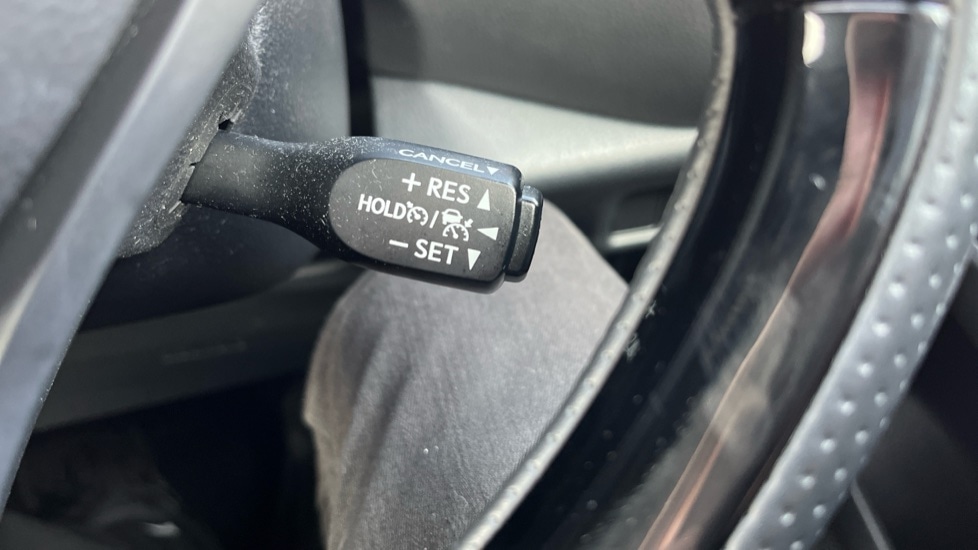 CANCEL▼
+ RES ▲
HOLD / ◀
− SET ▼